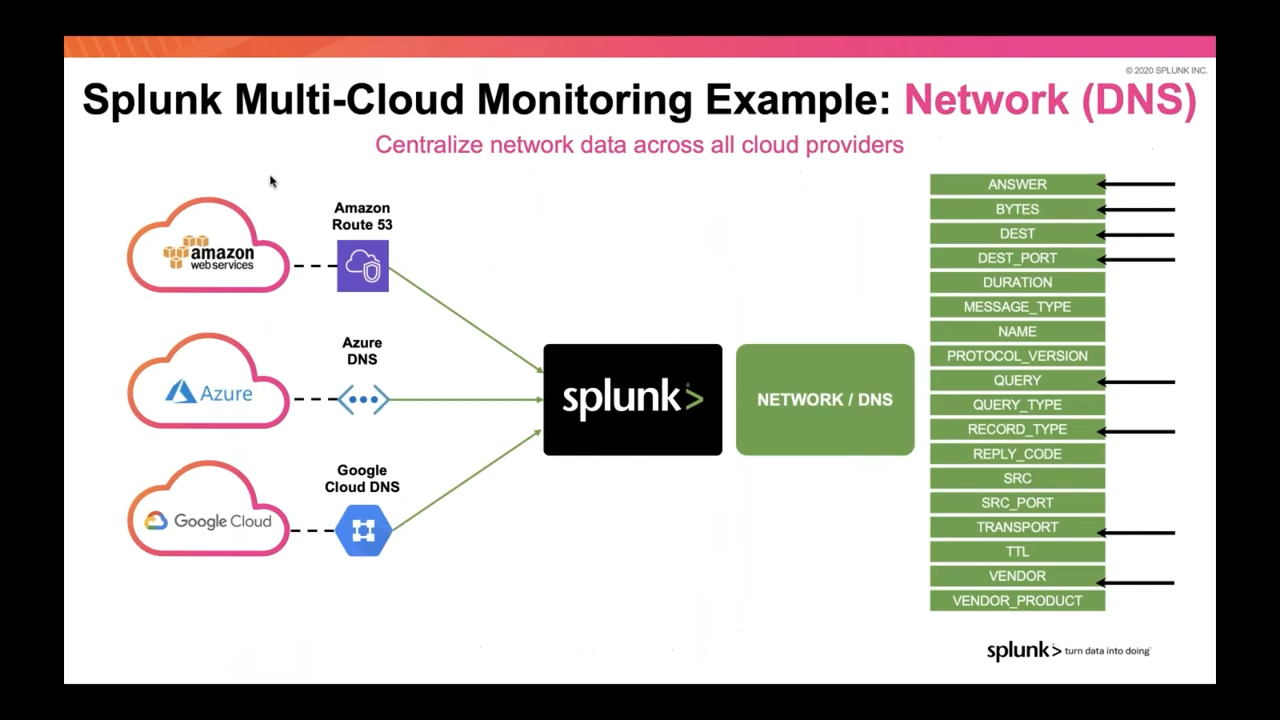 © 2020 SPLUNK INC.
Splunk Multi-Cloud Monitoring Example: Network (DNS)
Centralize network data across all cloud providers
amazon
web services
Amazon
Route 53
Azure
Azure
DNS
Google Cloud
Google
Cloud DNS
splunk>
NETWORK / DNS
ANSWER
BYTES
DEST
DEST_PORT
DURATION
MESSAGE_TYPE
NAME
PROTOCOL_VERSION
QUERY
QUERY_TYPE
RECORD_TYPE
REPLY_CODE
SRC
SRC_PORT
TRANSPORT
TTL
VENDOR
VENDOR_PRODUCT
splunk> turn data into doing™